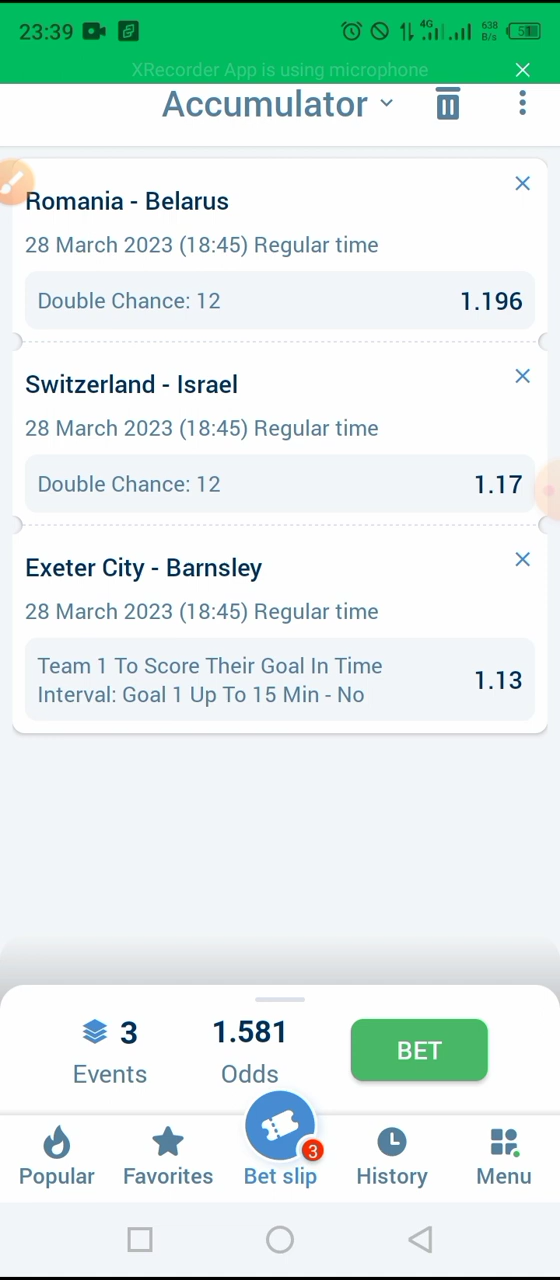 23:39
4G
638
B/s
XRecorder App is using microphone
Accumulator
Romania - Belarus
28 March 2023 (18:45) Regular time
Double Chance: 12
1.196
Switzerland - Israel
28 March 2023 (18:45) Regular time
Double Chance: 12
1.17
Exeter City - Barnsley
28 March 2023 (18:45) Regular time
Team 1 To Score Their Goal In Time
Interval: Goal 1 Up To 15 Min - No
1.13
3
1.581
BET
Events
Odds
3
Popular
Favorites
Bet slip
History
Menu